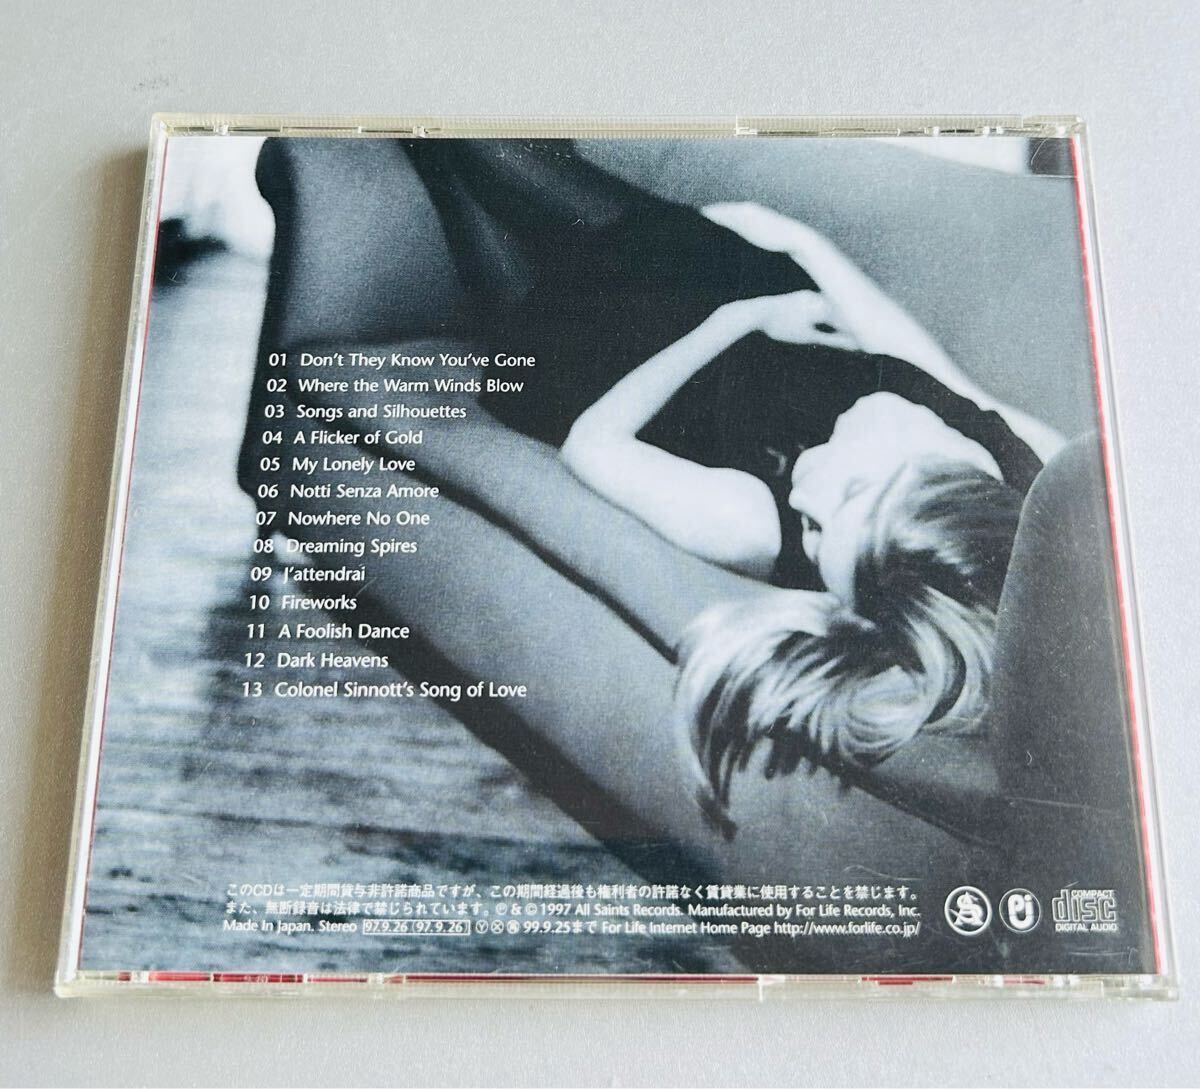 01 Don't They Know You've Gone
02 Where the Warm Winds Blow
03 Songs and Silhouettes
04 A Flicker of Gold
05 My Lonely Love
06 Notti Senza Amore
07 Nowhere No One
08 Dreaming Spires
09 J'attendrai
10 Fireworks
11 A Foolish Dance
12 Dark Heavens
13 Colonel Sinnott's Song of Love
このCDは一定期間貸与非許諾商品ですが、この期間経過後も権利者の許諾なく賃貸業に使用することを禁じます。
また、無断録音は法律で禁じられています。 ℗ & © 1997 All Saints Records. Manufactured by For Life Records, Inc.
Made in Japan. Stereo 97.9.26 (97.9.26) Ⓨ Ⓧ 99.9.25まで For Life Internet Home Page http://www.forlife.co.jp/
COMPACT
disc
DIGITAL AUDIO